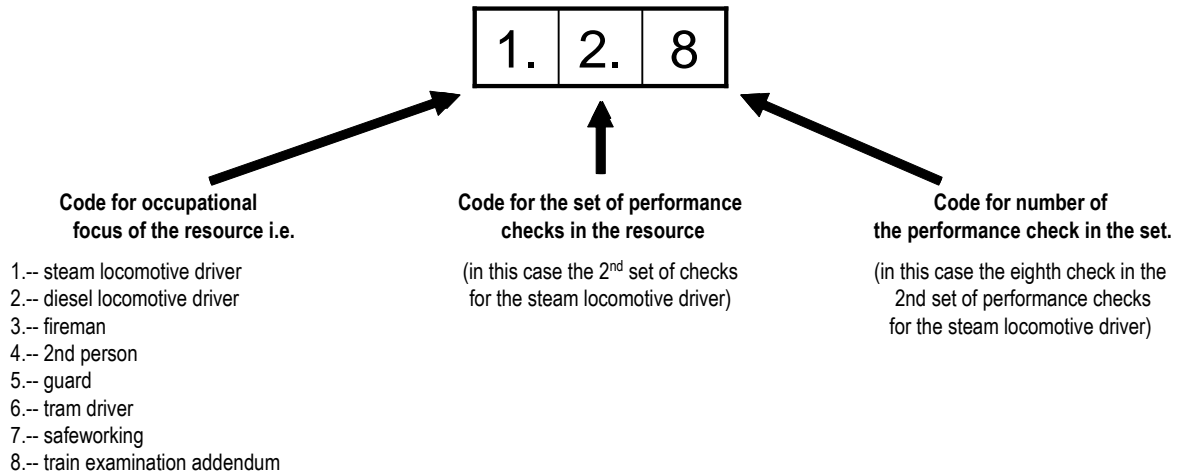 1. 2. 8
Code for occupational
focus of the resource i.e.
1.-- steam locomotive driver
2.-- diesel locomotive driver
3.-- fireman
4.-- 2nd person
5.-- guard
6.-- tram driver
7.-- safeworking
8.-- train examination addendum
Code for the set of performance
checks in the resource
(in this case the 2nd set of checks
for the steam locomotive driver)
Code for number of
the performance check in the set.
(in this case the eighth check in the
2nd set of performance checks
for the steam locomotive driver)